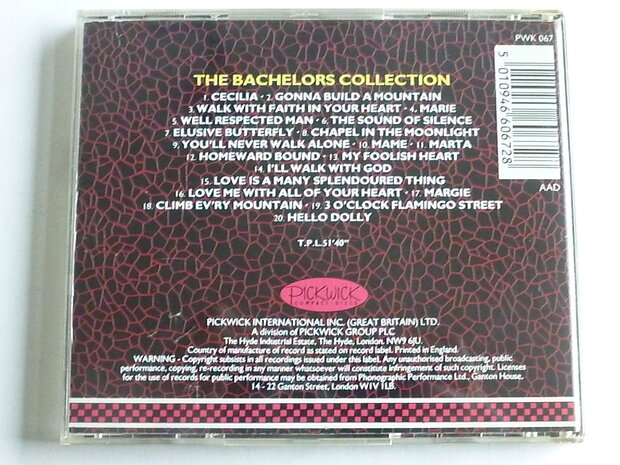 PWK 067
THE BACHELORS COLLECTION
1. CECILIA • 2. GONNA BUILD A MOUNTAIN
3. WALK WITH FAITH IN YOUR HEART • 4. MARIE
5. WELL RESPECTED MAN • 6. THE SOUND OF SILENCE
7. ELUSIVE BUTTERFLY • 8. CHAPEL IN THE MOONLIGHT
9. YOU'LL NEVER WALK ALONE • 10. MAME • 11. MARTA
12. HOMEWARD BOUND • 13. MY FOOLISH HEART
14. I'LL WALK WITH GOD
15. LOVE IS A MANY SPLENDOURED THING
16. LOVE ME WITH ALL OF YOUR HEART • 17. MARGIE
18. CLIMB EV'RY MOUNTAIN • 19. 3 O'CLOCK FLAMINGO STREET
20. HELLO DOLLY
T.P.L.51'40"
5 010946 606728
AAD
PICKWICK
COMPACT DISCS
PICKWICK INTERNATIONAL INC. (GREAT BRITAIN) LTD.
A division of PICKWICK GROUP PLC
The Hyde Industrial Estate, The Hyde, London. NW9 6JU.
Country of manufacture of record as stated on record label. Printed in England.
WARNING - Copyright subsists in all recordings issued under this label. Any unauthorised broadcasting, public
performance, copying, re-recording in any manner whatsoever will constitute infringement of such copyright. Licenses
for the use of records for public performance may be obtained from Phonographic Performance Ltd., Ganton House,
14 - 22 Ganton Street, London W1V 1LB.